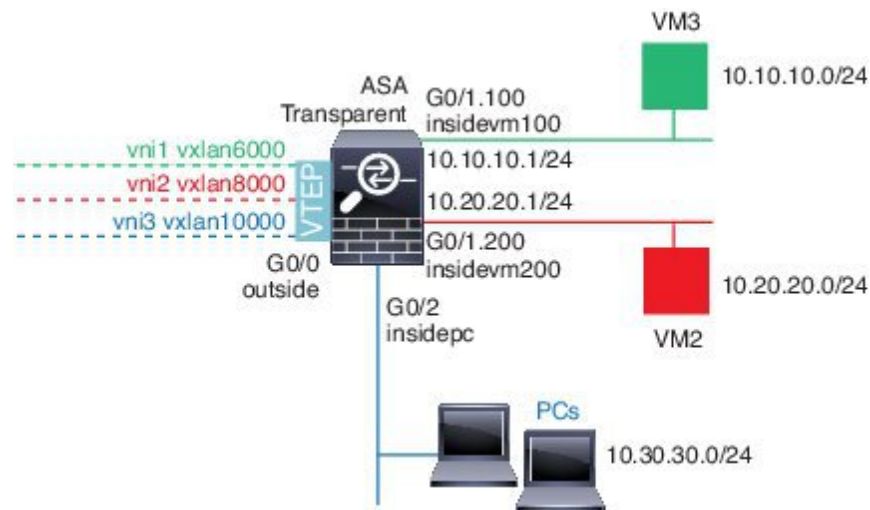 VM3
10.10.10.0/24
ASA
Transparent
G0/1.100
insidevm100
vni1 vxlan6000
vni2 vxlan8000
vni3 vxlan10000
VTEP
10.10.10.1/24
10.20.20.1/24
G0/0
outside
G0/1.200
insidevm200
10.20.20.0/24
VM2
G0/2
insidepc
PCs
10.30.30.0/24